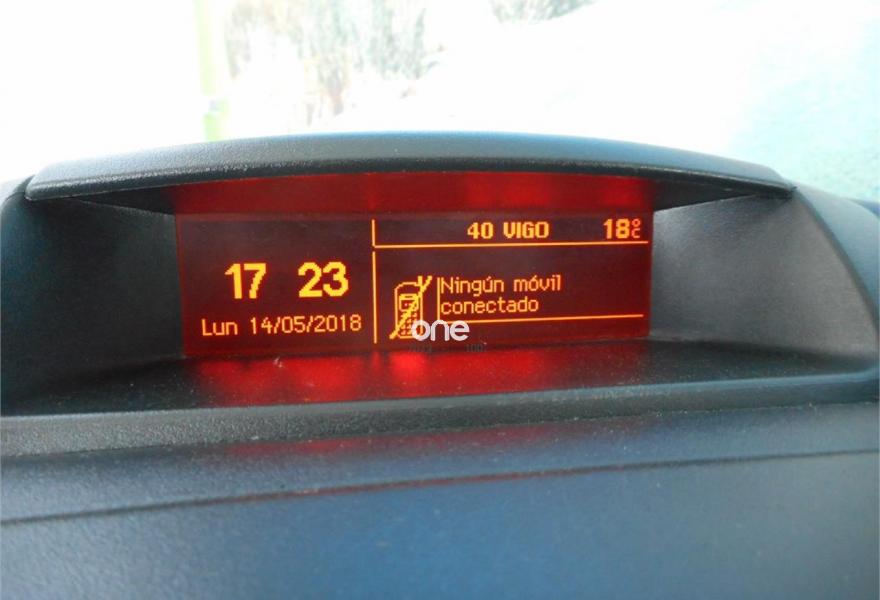 40 VIGO 18°C
17 23
Ningún móvil
conectado
Lun 14/05/2018
one